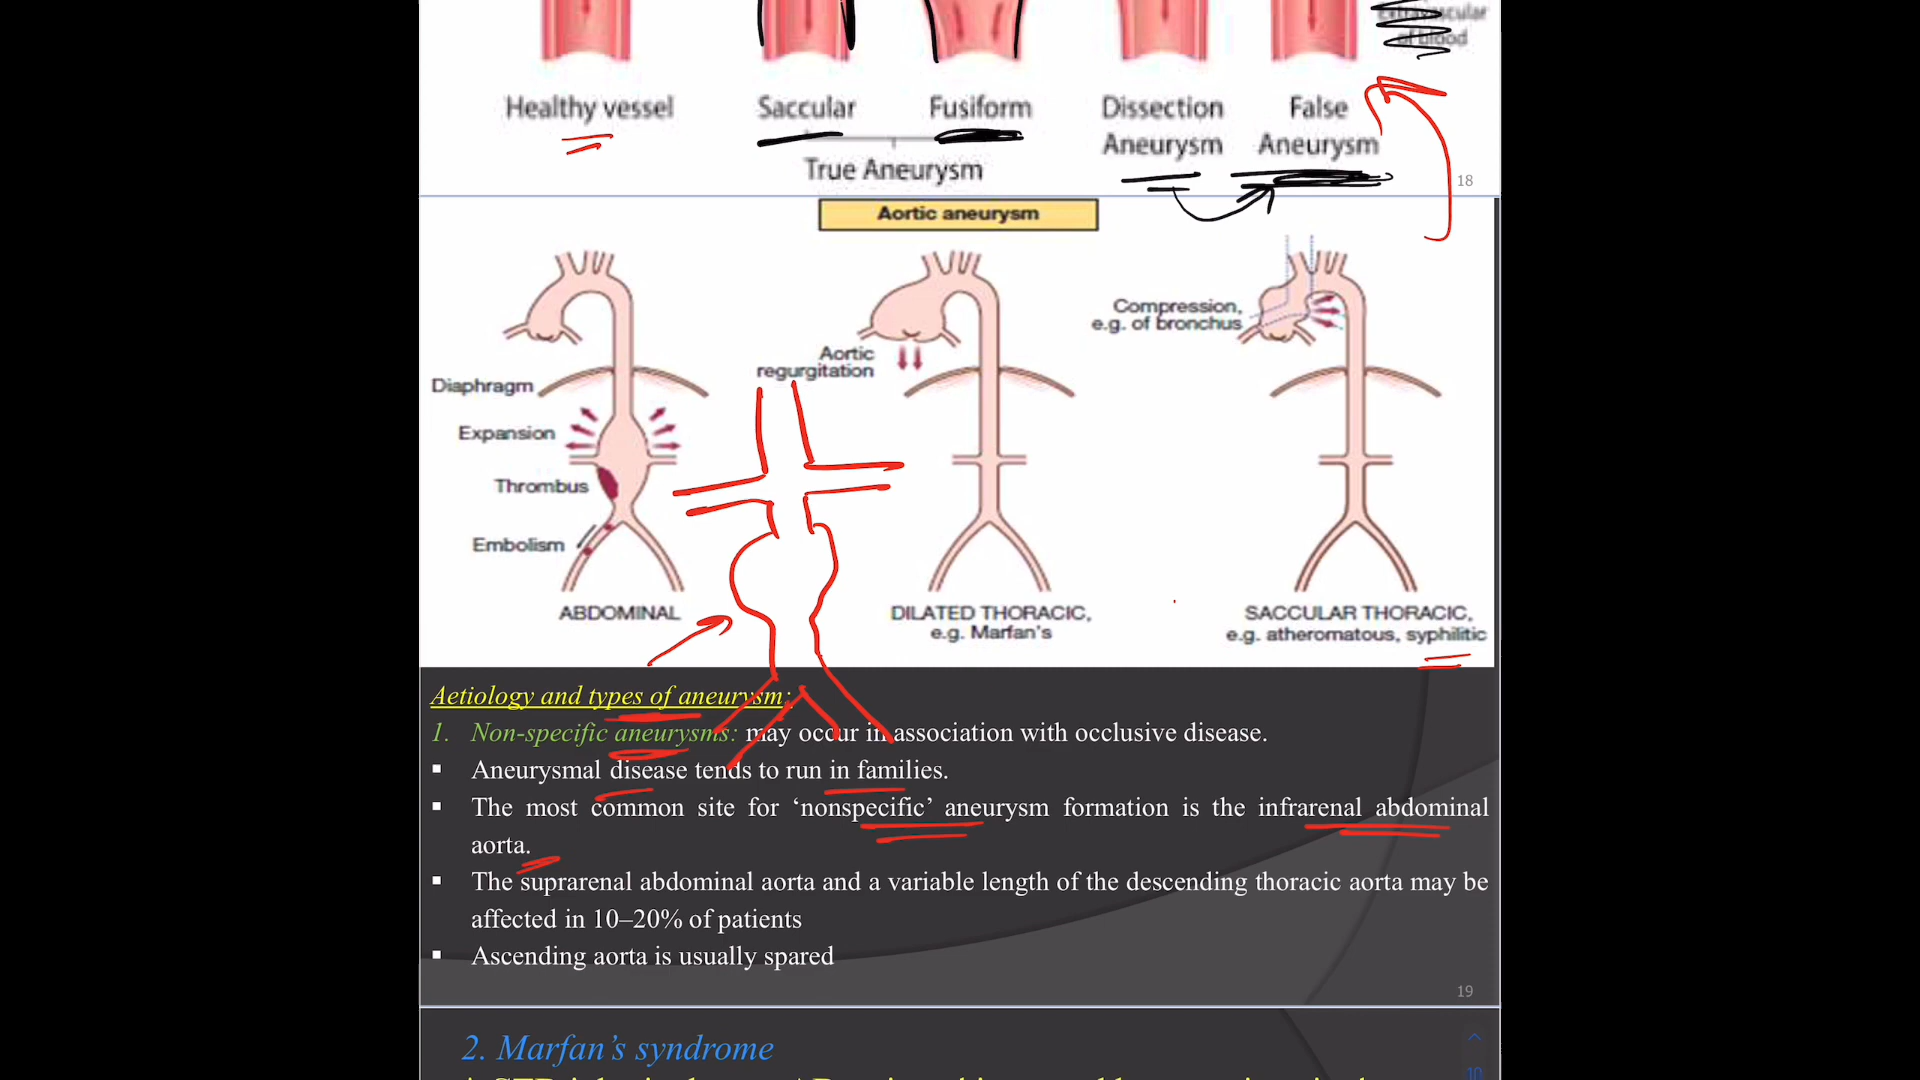 extravascular
of blood
Healthy vessel
Saccular
Fusiform
Dissection
Aneurysm
False
Aneurysm
True Aneurysm
18
Aortic aneurysm
Compression,
e.g. of bronchus
Aortic
regurgitation
Diaphragm
Expansion
Thrombus
Embolism
ABDOMINAL
DILATED THORACIC,
e.g. Marfan's
SACCULAR THORACIC,
e.g. atheromatous, syphilitic
Aetiology and types of aneurysm:
1. Non-specific aneurysms: may occur in association with occlusive disease.
▪ Aneurysmal disease tends to run in families.
▪ The most common site for ‘nonspecific’ aneurysm formation is the infrarenal abdominal
aorta.
▪ The suprarenal abdominal aorta and a variable length of the descending thoracic aorta may be
affected in 10–20% of patients
▪ Ascending aorta is usually spared
19
2. Marfan’s syndrome
10